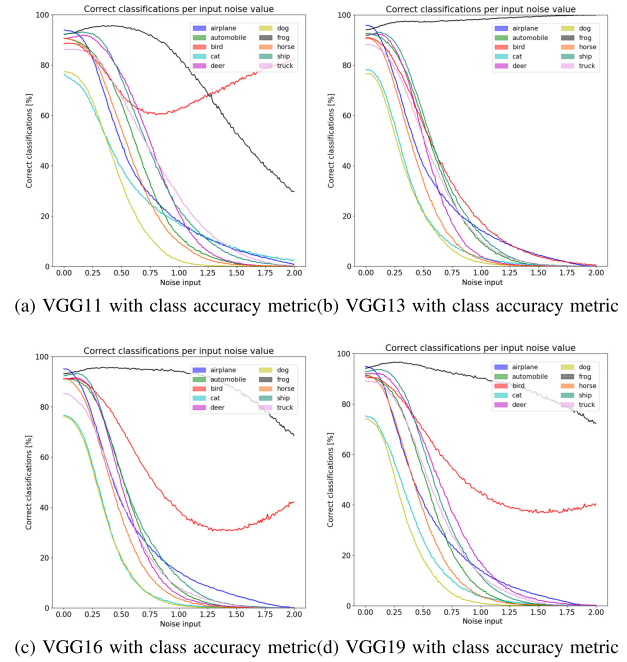 Correct classifications per input noise value
Correct classifications [%]
100
80
60
40
20
0
airplane
automobile
bird
cat
deer
dog
frog
horse
ship
truck
0.00 0.25 0.50 0.75 1.00 1.25 1.50 1.75 2.00
Noise input
(a) VGG11 with class accuracy metric
Correct classifications per input noise value
Correct classifications [%]
100
80
60
40
20
0
airplane
automobile
bird
cat
deer
dog
frog
horse
ship
truck
0.00 0.25 0.50 0.75 1.00 1.25 1.50 1.75 2.00
Noise input
(b) VGG13 with class accuracy metric
Correct classifications per input noise value
Correct classifications [%]
100
80
60
40
20
0
airplane
automobile
bird
cat
deer
dog
frog
horse
ship
truck
0.00 0.25 0.50 0.75 1.00 1.25 1.50 1.75 2.00
Noise input
(c) VGG16 with class accuracy metric
Correct classifications per input noise value
Correct classifications [%]
100
80
60
40
20
0
airplane
automobile
bird
cat
deer
dog
frog
horse
ship
truck
0.00 0.25 0.50 0.75 1.00 1.25 1.50 1.75 2.00
Noise input
(d) VGG19 with class accuracy metric